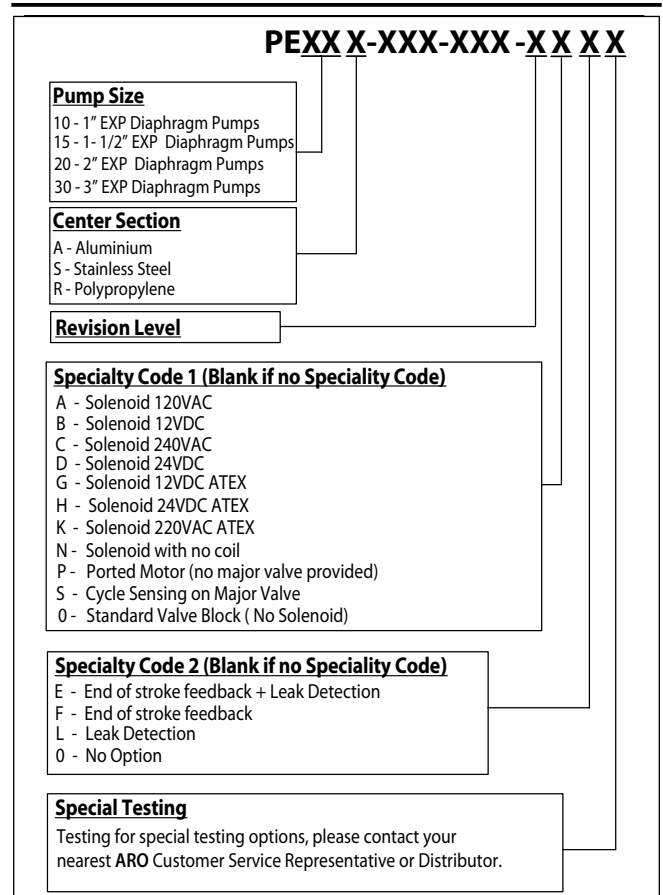 PEXX X-XXX-XXX -X X X X
Pump Size
10 - 1" EXP Diaphragm Pumps
15 - 1- 1/2" EXP Diaphragm Pumps
20 - 2" EXP Diaphragm Pumps
30 - 3" EXP Diaphragm Pumps
Center Section
A - Aluminium
S - Stainless Steel
R - Polypropylene
Revision Level
Specialty Code 1 (Blank if no Speciality Code)
A - Solenoid 120VAC
B - Solenoid 12VDC
C - Solenoid 240VAC
D - Solenoid 24VDC
G - Solenoid 12VDC ATEX
H - Solenoid 24VDC ATEX
K - Solenoid 220VAC ATEX
N - Solenoid with no coil
P - Ported Motor (no major valve provided)
S - Cycle Sensing on Major Valve
0 - Standard Valve Block ( No Solenoid)
Specialty Code 2 (Blank if no Speciality Code)
E - End of stroke feedback + Leak Detection
F - End of stroke feedback
L - Leak Detection
0 - No Option
Special Testing
Testing for special testing options, please contact your
nearest ARO Customer Service Representative or Distributor.